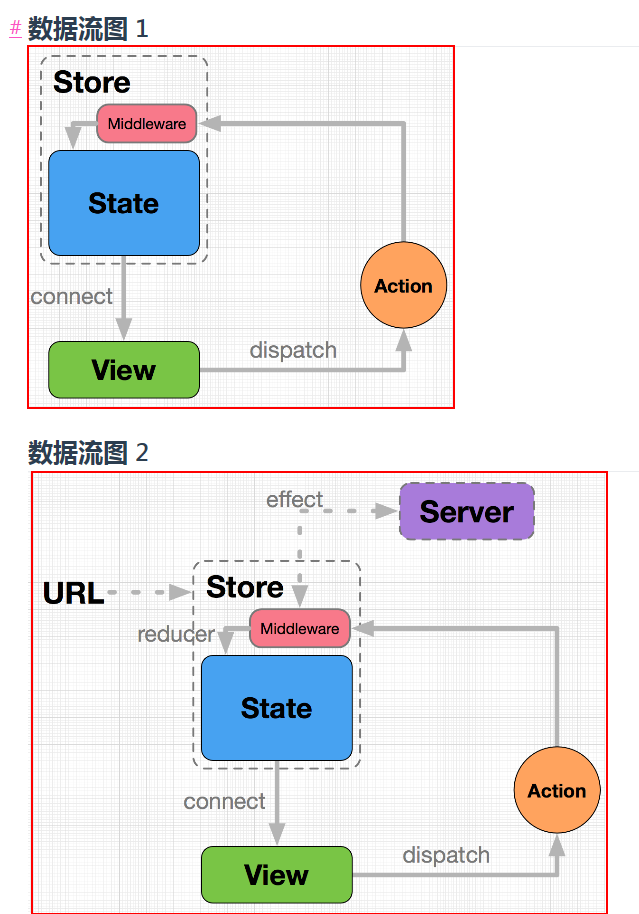 # 数据流图 1
Store
Middleware
State
Action
connect
dispatch
View
数据流图 2
effect
Server
URL
Store
reducer
Middleware
State
Action
connect
dispatch
View